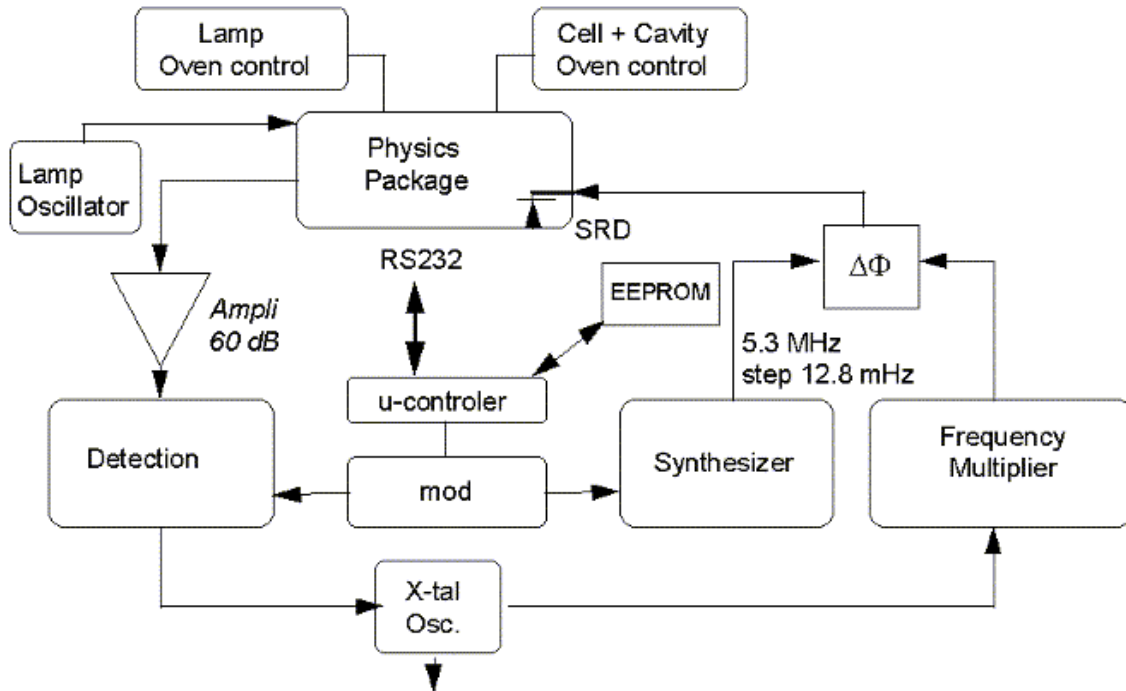 Lamp
Oven control
Cell + Cavity
Oven control
Physics
Package
Lamp
Oscillator
SRD
RS232
ΔΦ
EEPROM
Ampli
60 dB
5.3 MHz
step 12.8 mHz
u-controler
Detection
mod
Synthesizer
Frequency
Multiplier
X-tal
Osc.